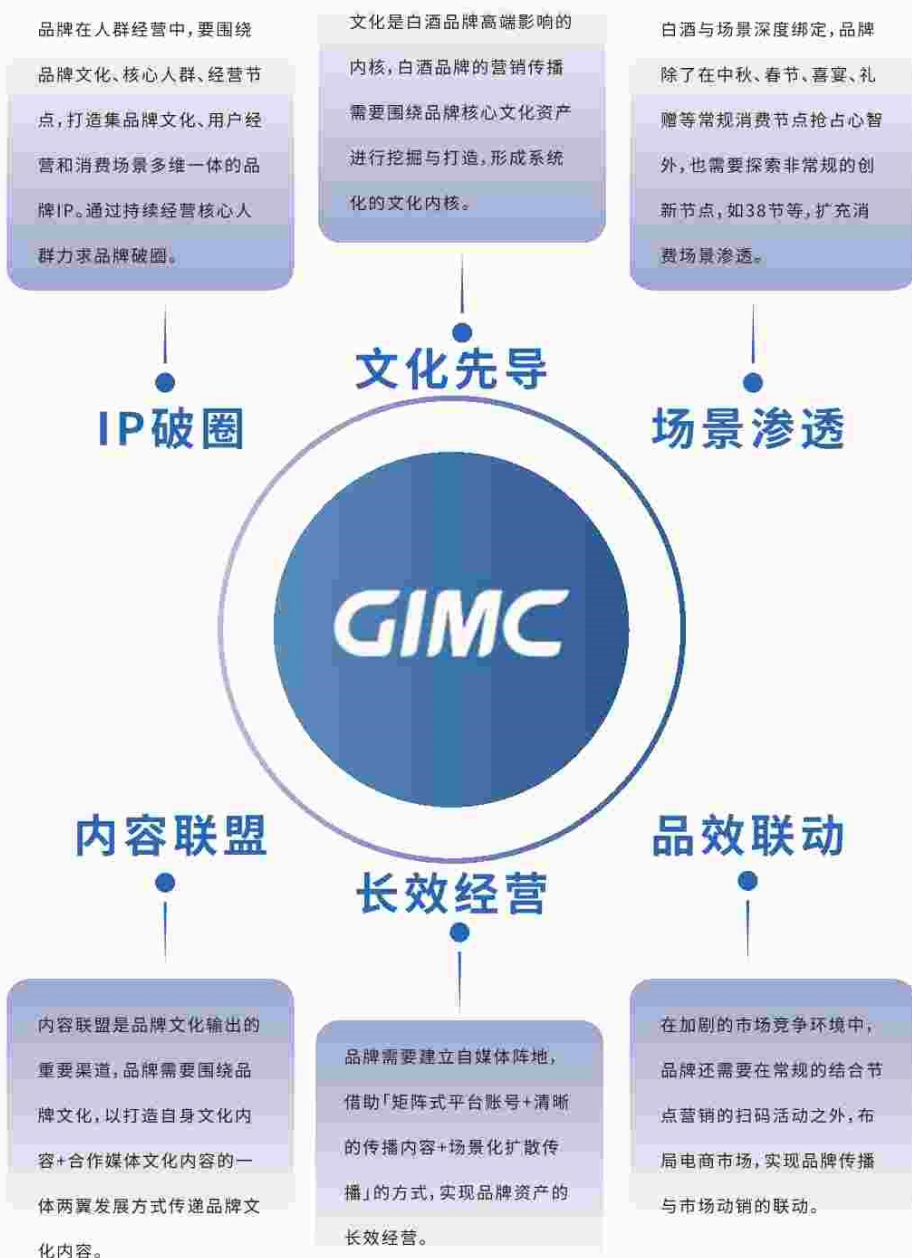 品牌在人群经营中,要围绕
品牌文化、核心人群、经营节
点,打造集品牌文化、用户经
营和消费场景多维一体的品
牌IP。通过持续经营核心人
群力求品牌破圈。
文化是白酒品牌高端影响的
内核,白酒品牌的营销传播
需要围绕品牌核心文化资产
进行挖掘与打造,形成系统
化的文化内核。
白酒与场景深度绑定,品牌
除了在中秋、春节、喜宴、礼
赠等常规消费节点抢占心智
外,也需要探索非常规的创
新节点,如38节等,扩充消
费场景渗透。
IP破圈
文化先导
场景渗透
GIMC
内容联盟
长效经营
品效联动
内容联盟是品牌文化输出的
重要渠道,品牌需要围绕品
牌文化,以打造自身文化内
容+合作媒体文化内容的一
体两翼发展方式传递品牌文
化内容。
品牌需要建立自媒体阵地,
借助「矩阵式平台账号+清晰
的传播内容+场景化扩散传
播」的方式,实现品牌资产的
长效经营。
在加剧的市场竞争环境中,
品牌还需要在常规的结合节
点营销的扫码活动之外,布
局电商市场,实现品牌传播
与市场动销的联动。